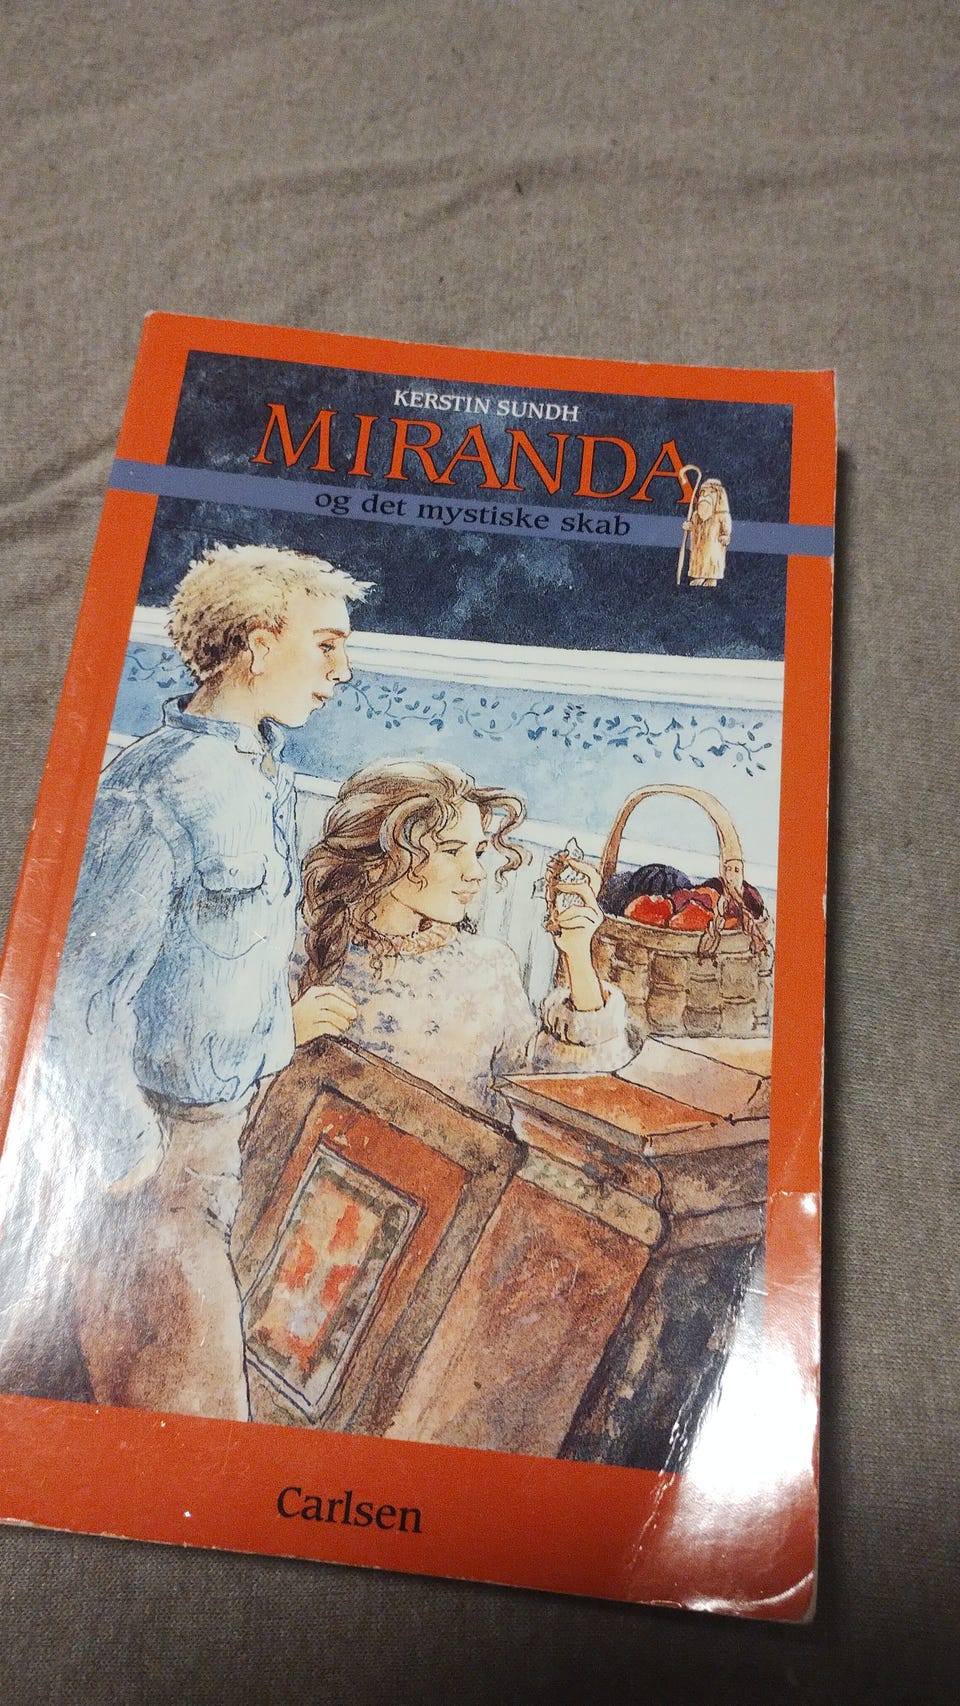 KERSTIN SUNDH
MIRANDA
og det mystiske skab
Carlsen